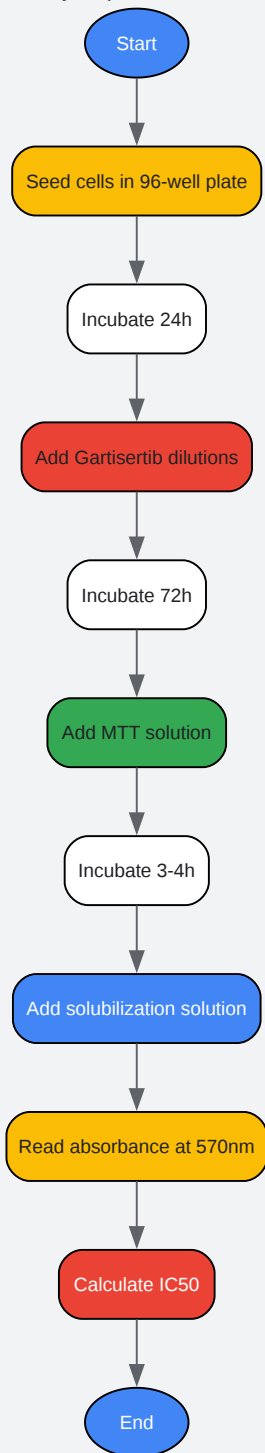 Start
Seed cells in 96-well plate
Incubate 24h
Add Gartisertib dilutions
Incubate 72h
Add MTT solution
Incubate 3-4h
Add solubilization solution
Read absorbance at 570nm
Calculate IC50
End